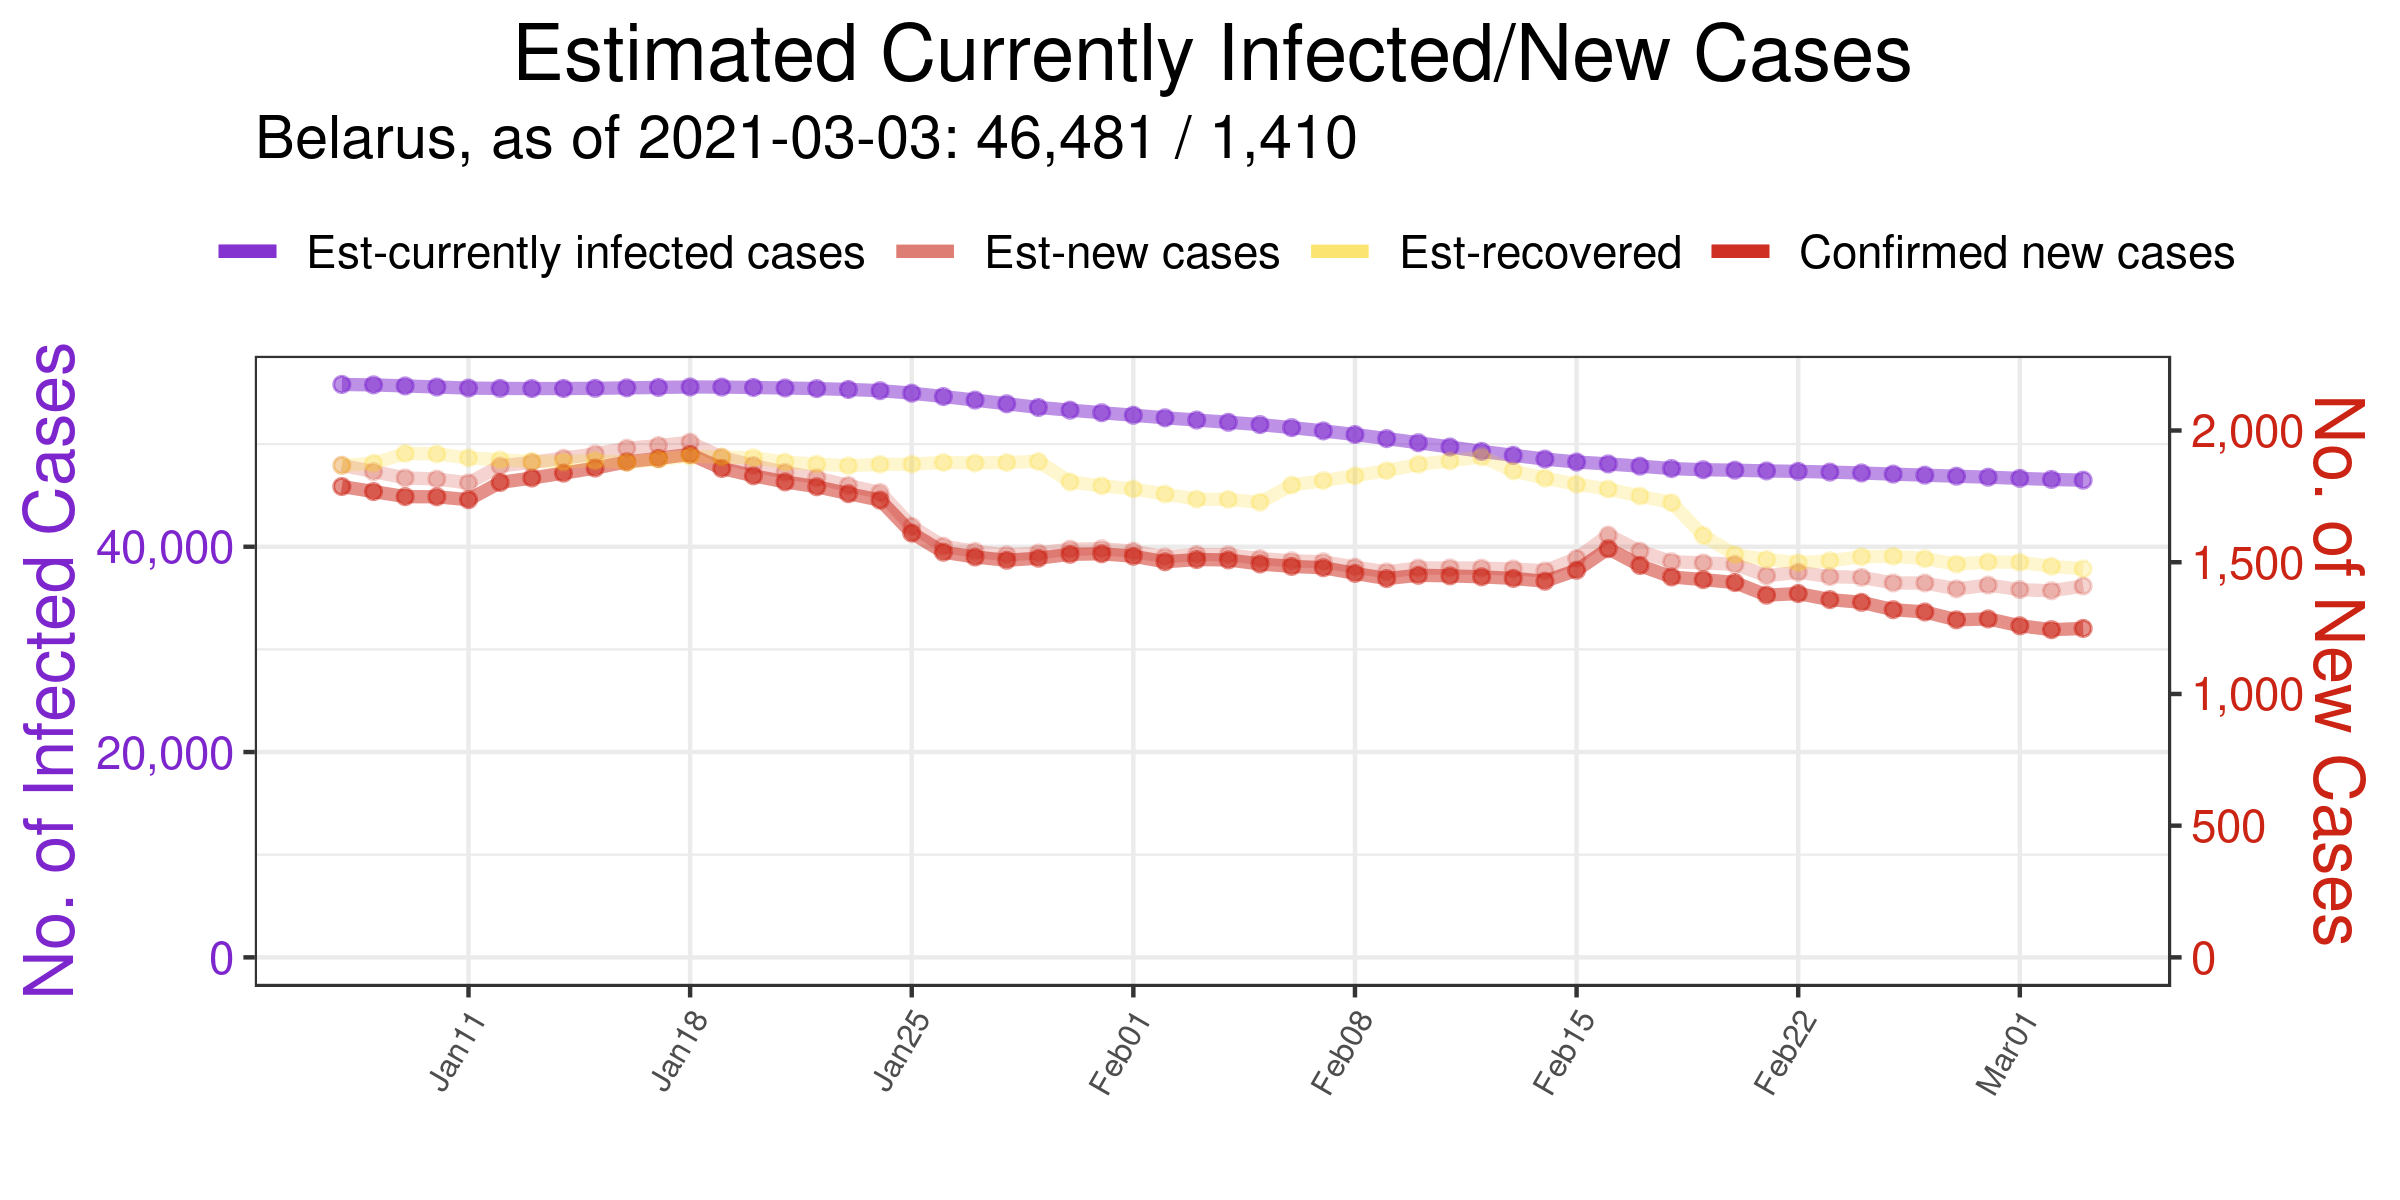 Estimated Currently Infected/New Cases
Belarus, as of 2021-03-03: 46,481 / 1,410
Est-currently infected cases Est-new cases Est-recovered Confirmed new cases
No. of Infected Cases
40,000
20,000
0
2,000
1,500
1,000
500
0
No. of New Cases
Jan11 Jan18 Jan25 Feb01 Feb08 Feb15 Feb22 Mar01